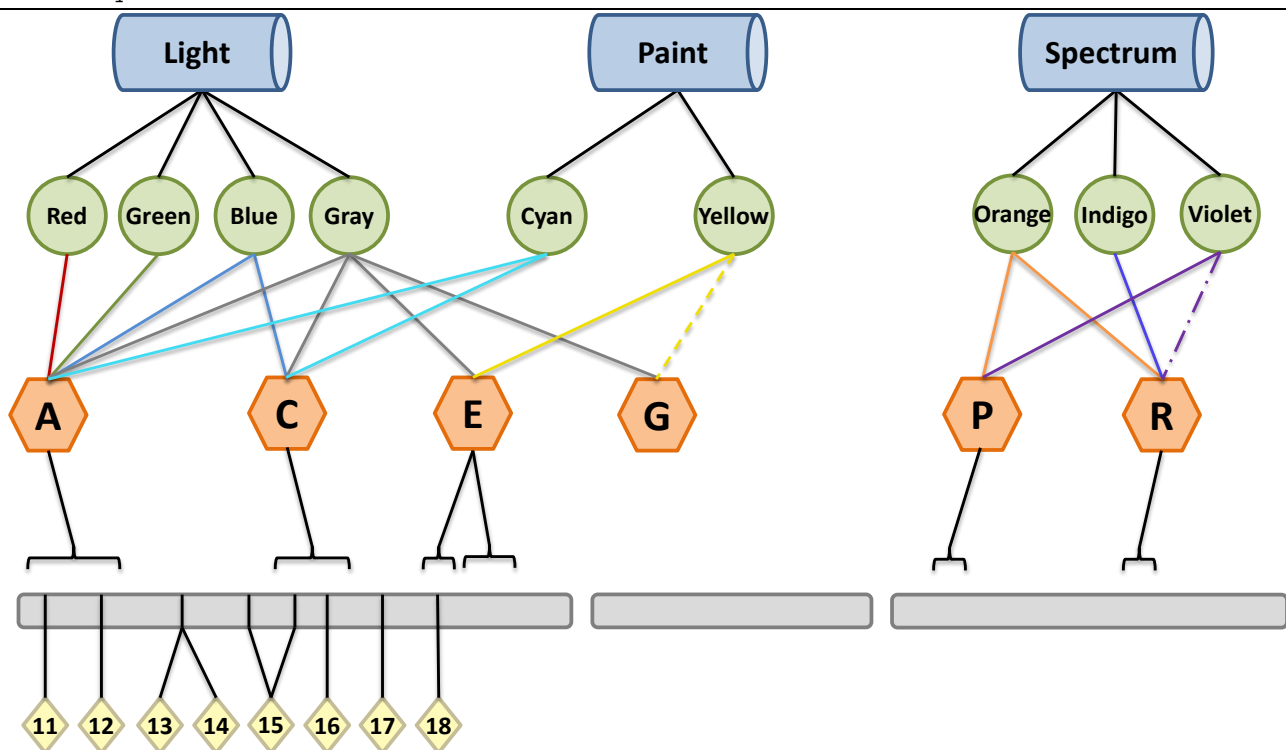 Light Paint Spectrum
Red Green Blue Gray Cyan Yellow Orange Indigo Violet
A C E G P R
11 12 13 14 15 16 17 18